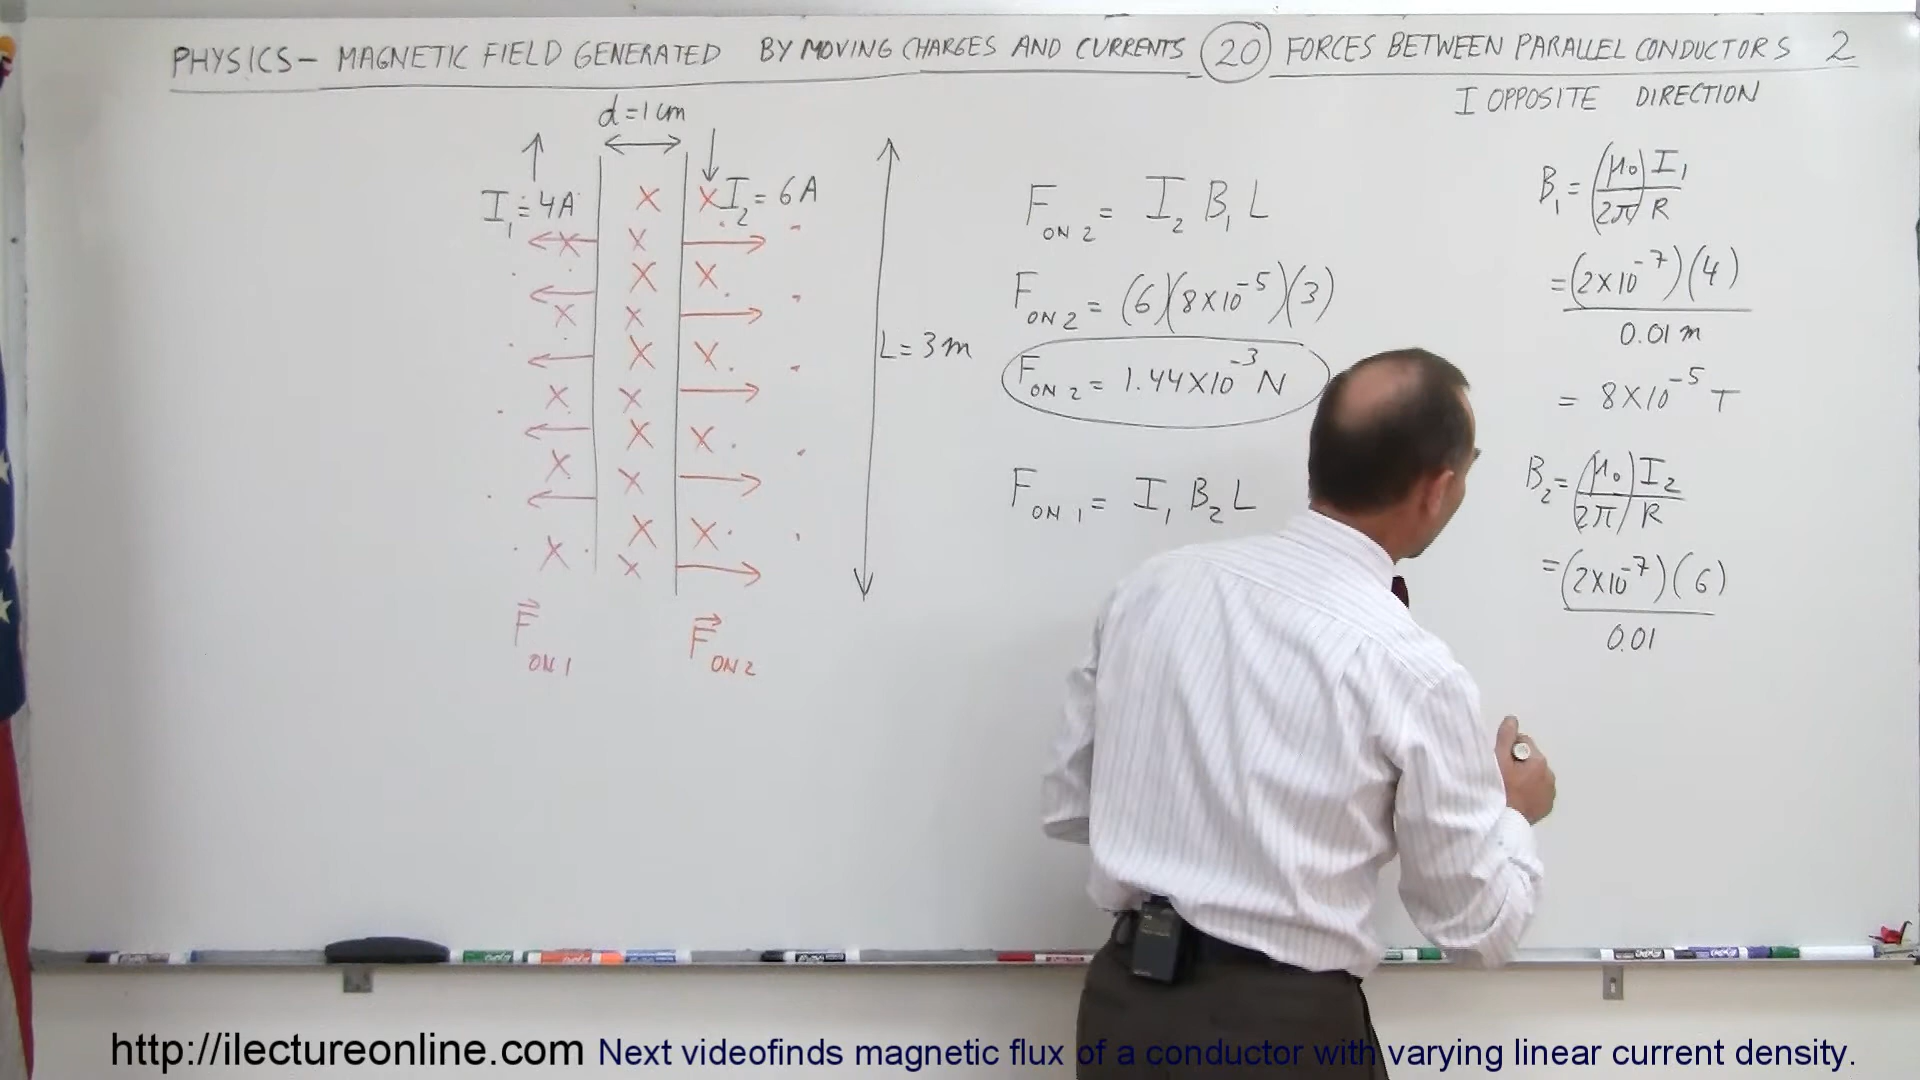 PHYSICS- MAGNETIC FIELD GENERATED BY MOVING CHARGES AND CURRENTS 20 FORCES BETWEEN PARALLEL CONDUCTORS 2
I OPPOSITE DIRECTION
d=1cm
I₁=4A
I₂=6A
L=3m
F ON 1
F ON 2
F ON 2 = I₂ B₁ L
F ON 2 = (6)(8X10⁻⁵)(3)
F ON 2 = 1.44X10⁻³ N
F ON 1 = I₁ B₂ L
B₁ = (μ₀/2π) I₁/R
= (2X10⁻⁷)(4)
0.01 m
= 8X10⁻⁵ T
B₂ = (μ₀/2π) I₂/R
= (2X10⁻⁷)(6)
0.01
http://ilectureonline.com Next videofinds magnetic flux of a conductor with varying linear current density.